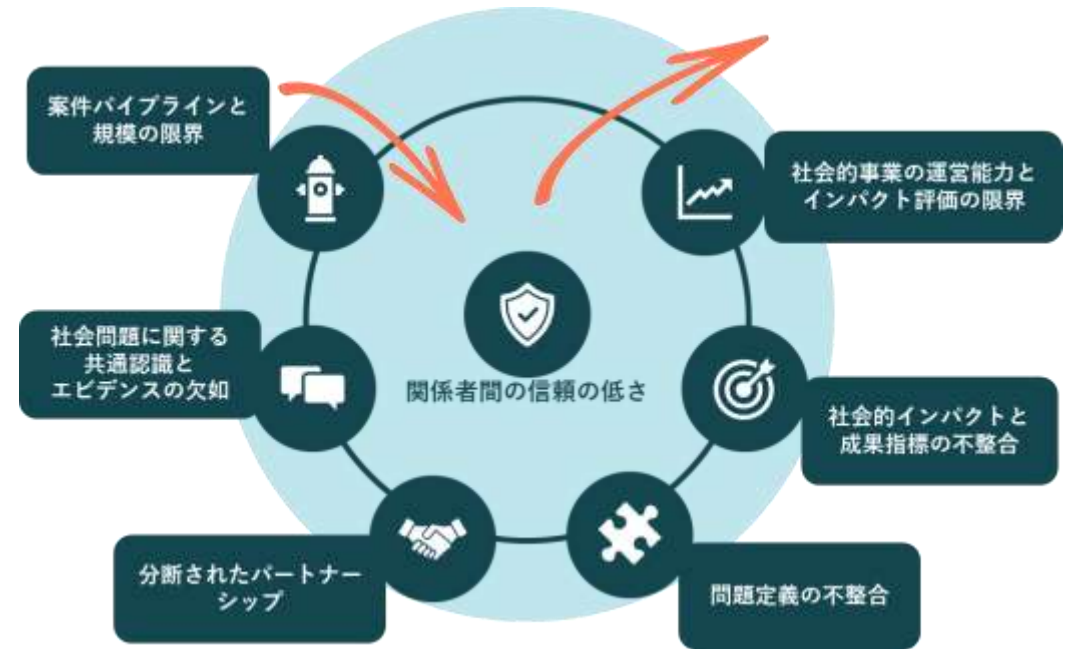 案件パイプラインと
規模の限界
社会的事業の運営能力と
インパクト評価の限界
社会問題に関する
共通認識と
エビデンスの欠如
関係者間の信頼の低さ
社会的インパクトと
成果指標の不整合
分断されたパートナー
シップ
問題定義の不整合